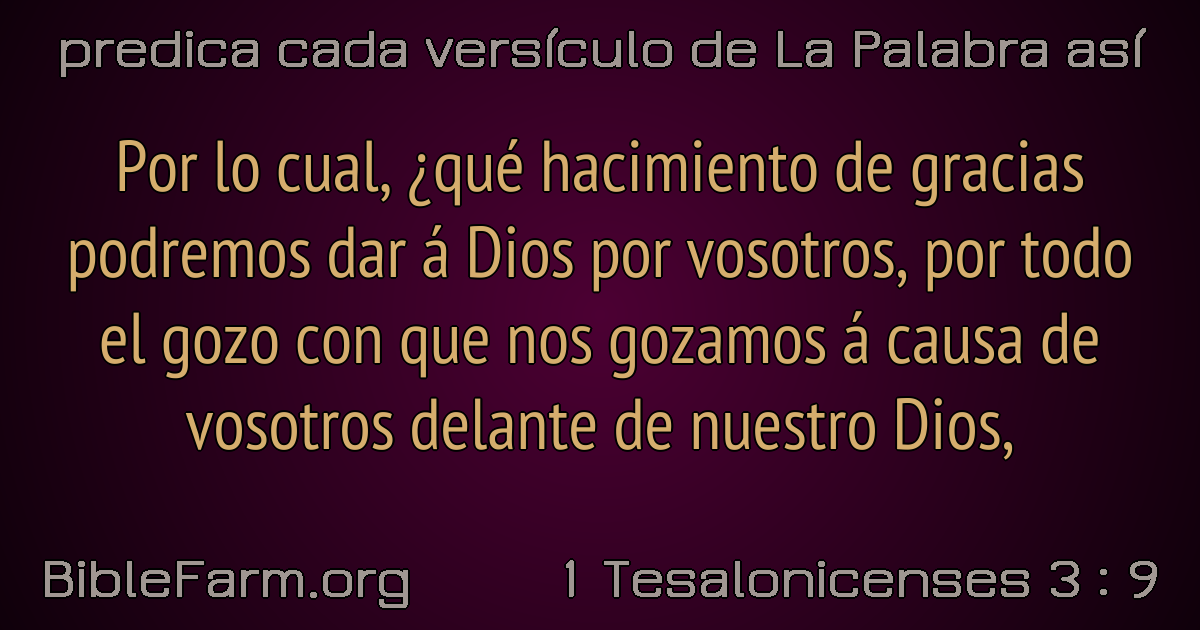 predica cada versículo de La Palabra así
Por lo cual, ¿qué hacimiento de gracias
podremos dar á Dios por vosotros, por todo
el gozo con que nos gozamos á causa de
vosotros delante de nuestro Dios,
BibleFarm.org 1 Tesalonicenses 3 : 9